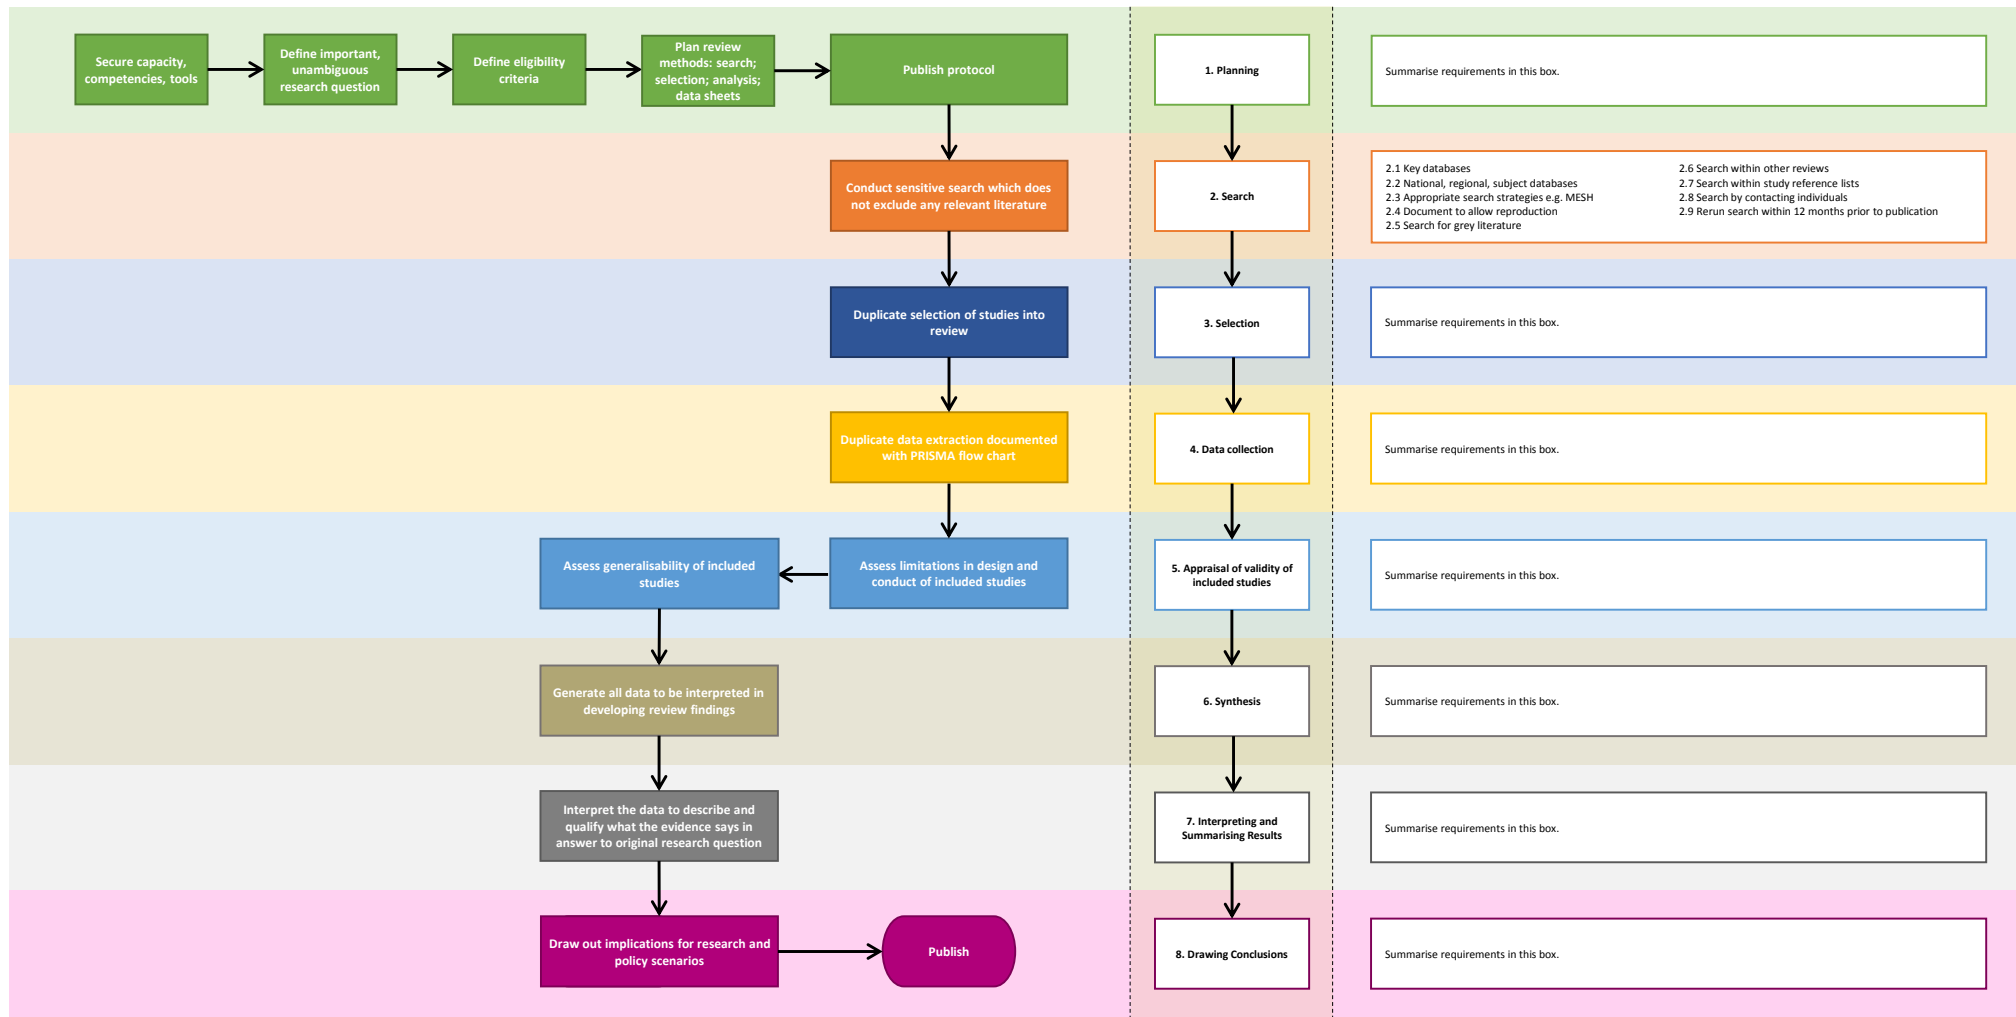 Secure capacity,
competencies, tools
Define important,
unambiguous
research question
Define eligibility
criteria
Plan review
methods: search;
selection; analysis;
data sheets
Publish protocol
1. Planning
Summarise requirements in this box.
Conduct sensitive search which does
not exclude any relevant literature
2. Search
2.1 Key databases
2.2 National, regional, subject databases
2.3 Appropriate search strategies e.g. MESH
2.4 Document to allow reproduction
2.5 Search for grey literature
2.6 Search within other reviews
2.7 Search within study reference lists
2.8 Search by contacting individuals
2.9 Rerun search within 12 months prior to publication
Duplicate selection of studies into
review
3. Selection
Summarise requirements in this box.
Duplicate data extraction documented
with PRISMA flow chart
4. Data collection
Summarise requirements in this box.
Assess generalisability of included
studies
Assess limitations in design and
conduct of included studies
5. Appraisal of validity of
included studies
Summarise requirements in this box.
Generate all data to be interpreted in
developing review findings
6. Synthesis
Summarise requirements in this box.
Interpret the data to describe and
qualify what the evidence says in
answer to original research question
7. Interpreting and
Summarising Results
Summarise requirements in this box.
Draw out implications for research and
policy scenarios
Publish
8. Drawing Conclusions
Summarise requirements in this box.